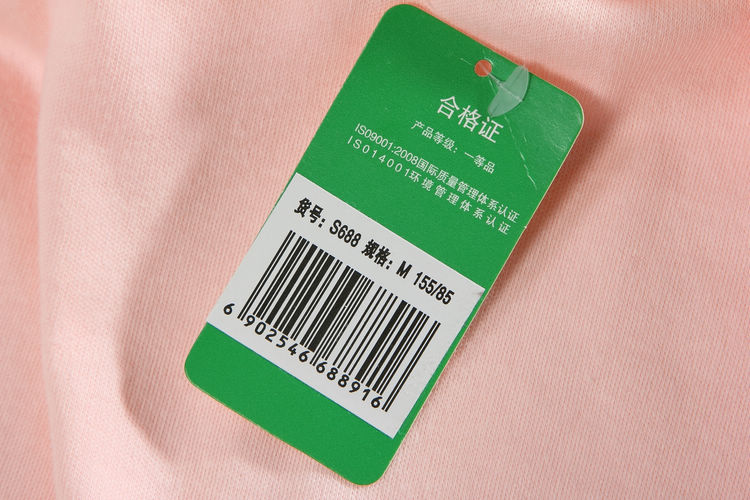 合格证
产品等级：一等品
ISO9001:2008国际质量管理体系认证
ISO14001环境管理体系认证
货号：S688 规格：M 155/85
6 902546 688916